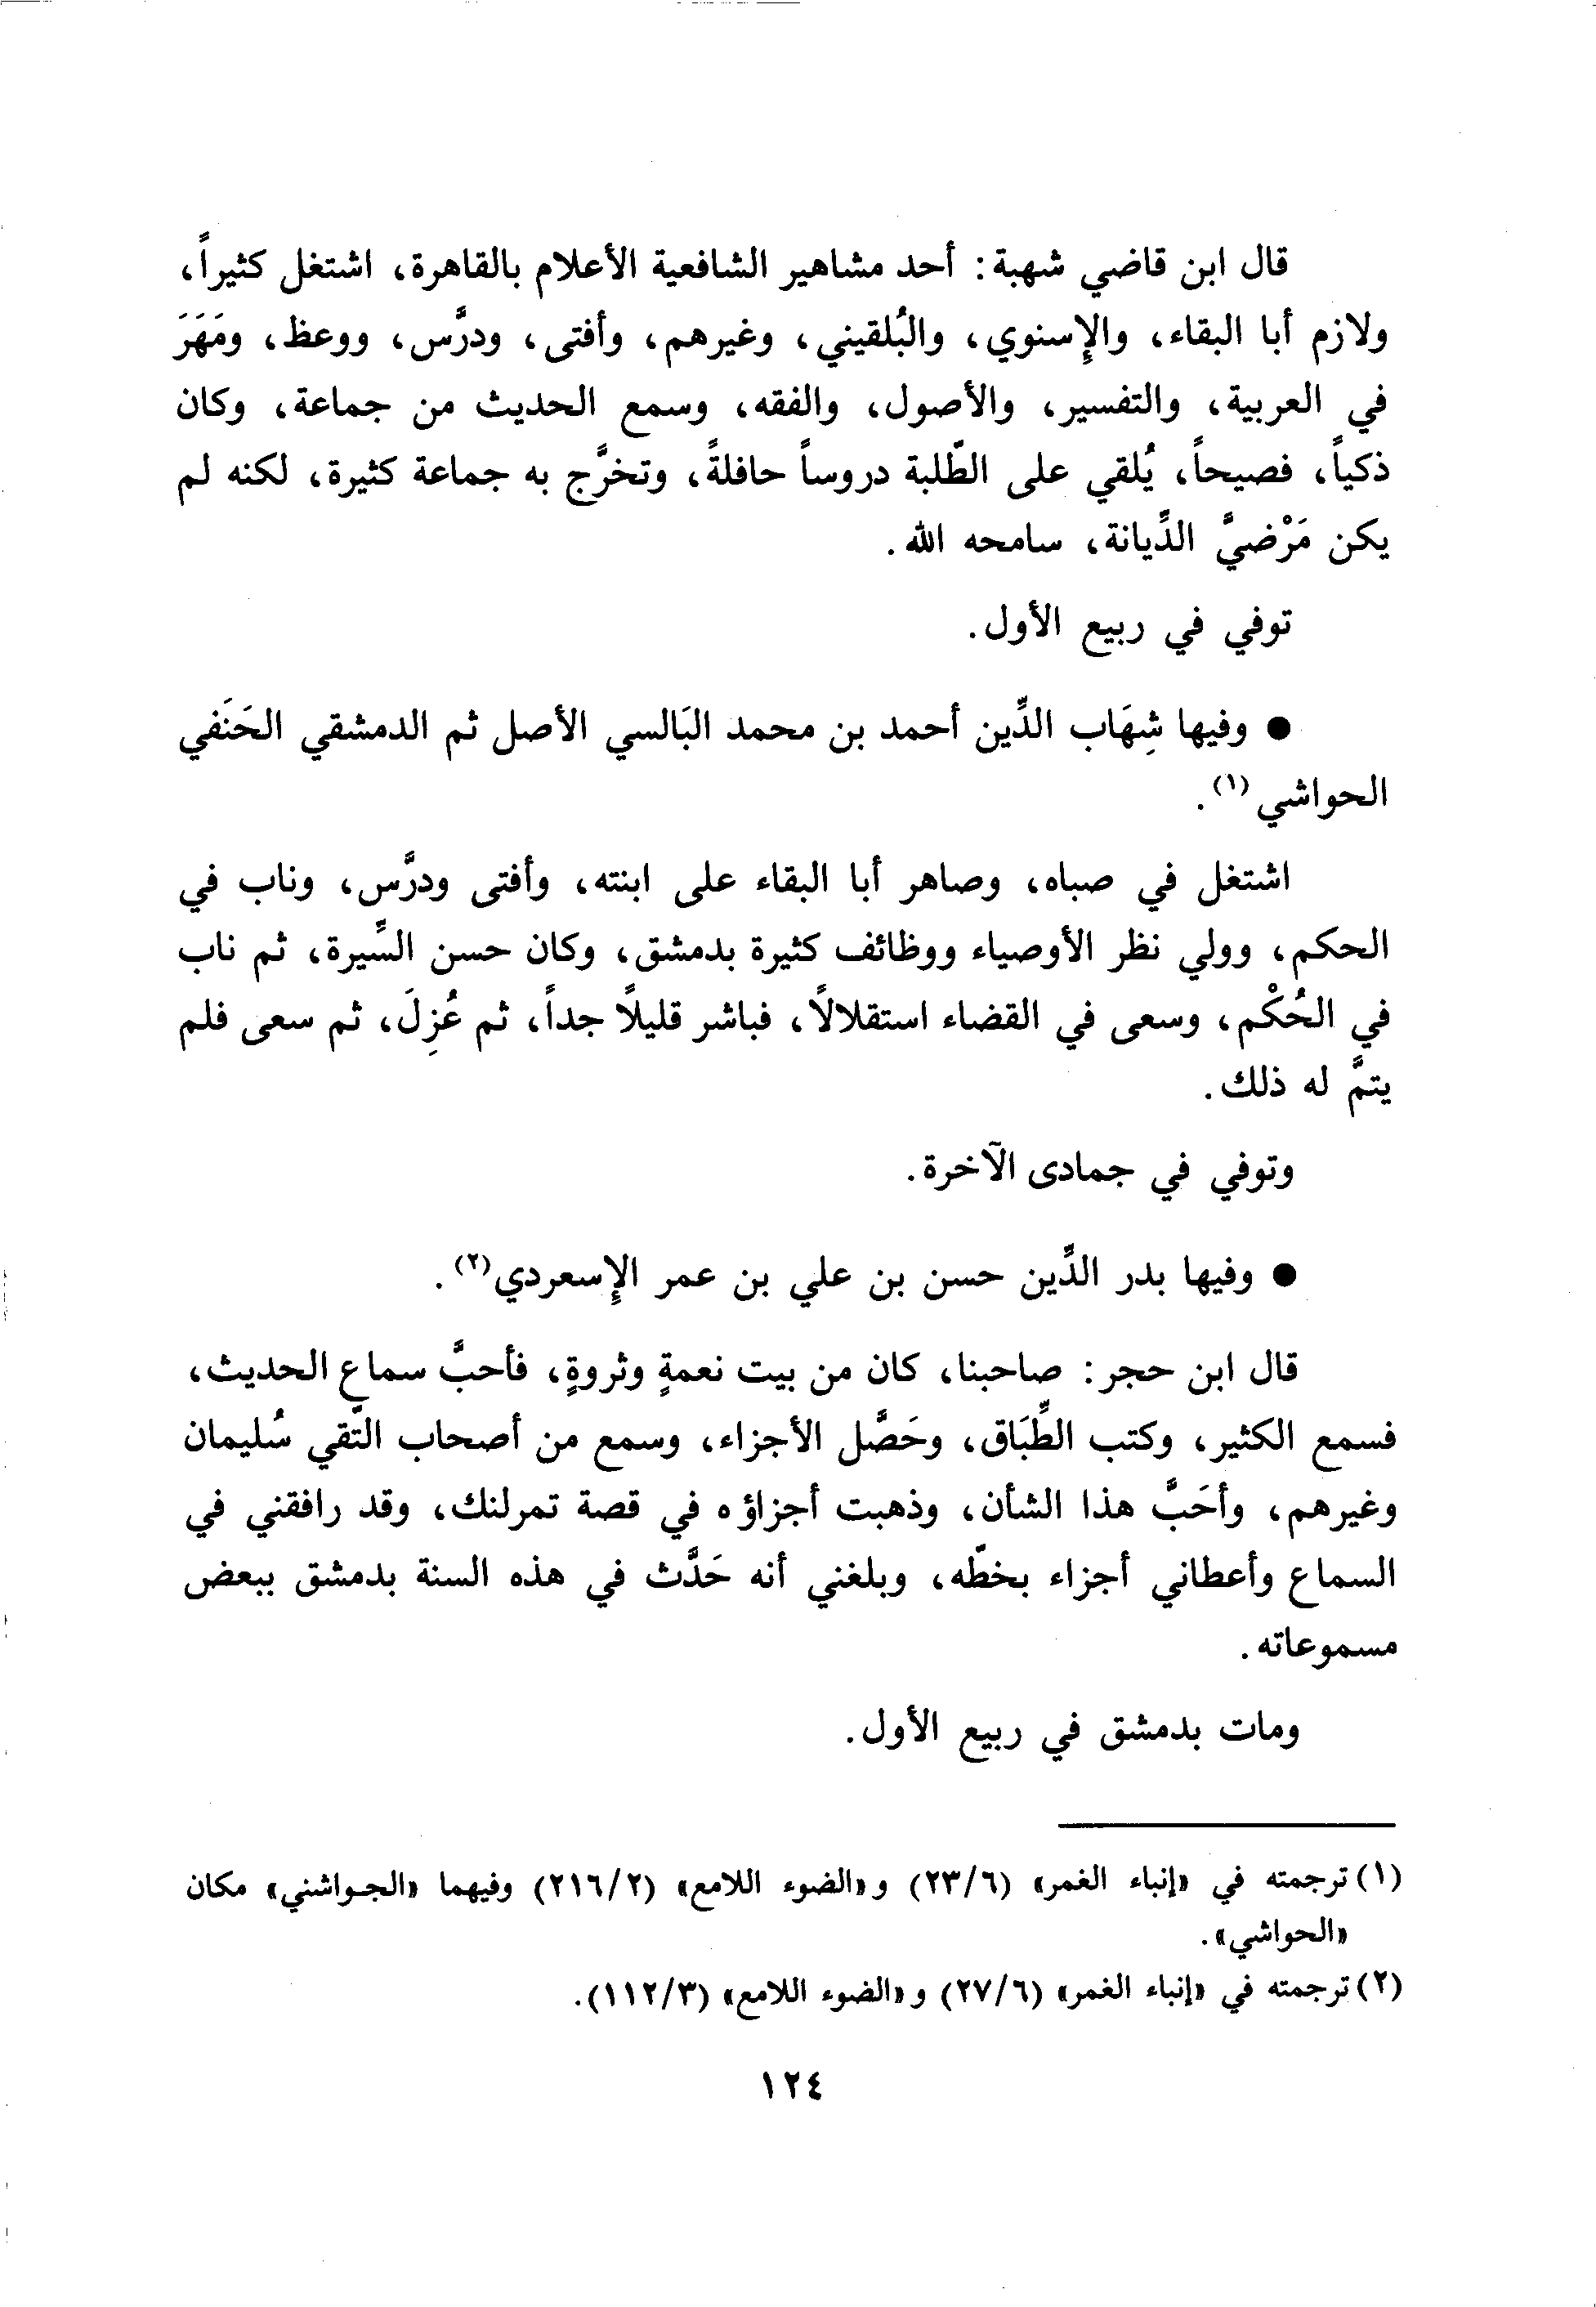 قال ابن قاضي شهبة: أحد مشاهير الشافعية الأعلام بالقاهرة، اشتغل كثيراً،
ولازم أبا البقاء، والإسنوي، والبُلقيني، وغيرهم، وأفتى، ودرَّس، ووعظ، ومَهَرَ
في العربية، والتفسير، والأصول، والفقه، وسمع الحديث من جماعة، وكان
ذكياً، فصيحاً، يُلقي على الطّلبة دروساً حافلةً، وتخرَّج به جماعة كثيرة، لكنه لم
يكن مَرْضيَّ الدِّيانة، سامحه الله.
توفي في ربيع الأول.
● وفيها شِهَاب الدِّين أحمد بن محمد البَالسي الأصل ثم الدمشقي الحَنَفي
الحواشي (١).
اشتغل في صباه، وصاهر أبا البقاء على ابنته، وأفتى ودرَّس، وناب في
الحكم، وولي نظر الأوصياء ووظائف كثيرة بدمشق، وكان حسن السِّيرة، ثم ناب
في الحُكْم، وسعى في القضاء استقلالاً، فباشر قليلاً جداً، ثم عُزِلَ، ثم سعى فلم
يتمَّ له ذلك.
وتوفي في جمادى الآخرة.
● وفيها بدر الدِّين حسن بن علي بن عمر الإسعردي (٢).
قال ابن حجر: صاحبنا، كان من بيت نعمةٍ وثروةٍ، فأحبَّ سماع الحديث،
فسمع الكثير، وكتب الطِّبَاق، وحَصَّل الأجزاء، وسمع من أصحاب التّقي سُليمان
وغيرهم، وأحَبَّ هذا الشأن، وذهبت أجزاؤه في قصة تمرلنك، وقد رافقني في
السماع وأعطاني أجزاء بخطّه، وبلغني أنه حَدَّث في هذه السنة بدمشق ببعض
مسموعاته.
ومات بدمشق في ربيع الأول.
(١) ترجمته في «إنباء الغمر» (٢٣/٦) و«الضوء اللامع» (٢١٦/٢) وفيهما «الجواشني» مكان
«الحواشي».
(٢) ترجمته في «إنباء الغمر» (٢٧/٦) و«الضوء اللامع» (١١٢/٣).
١٢٤